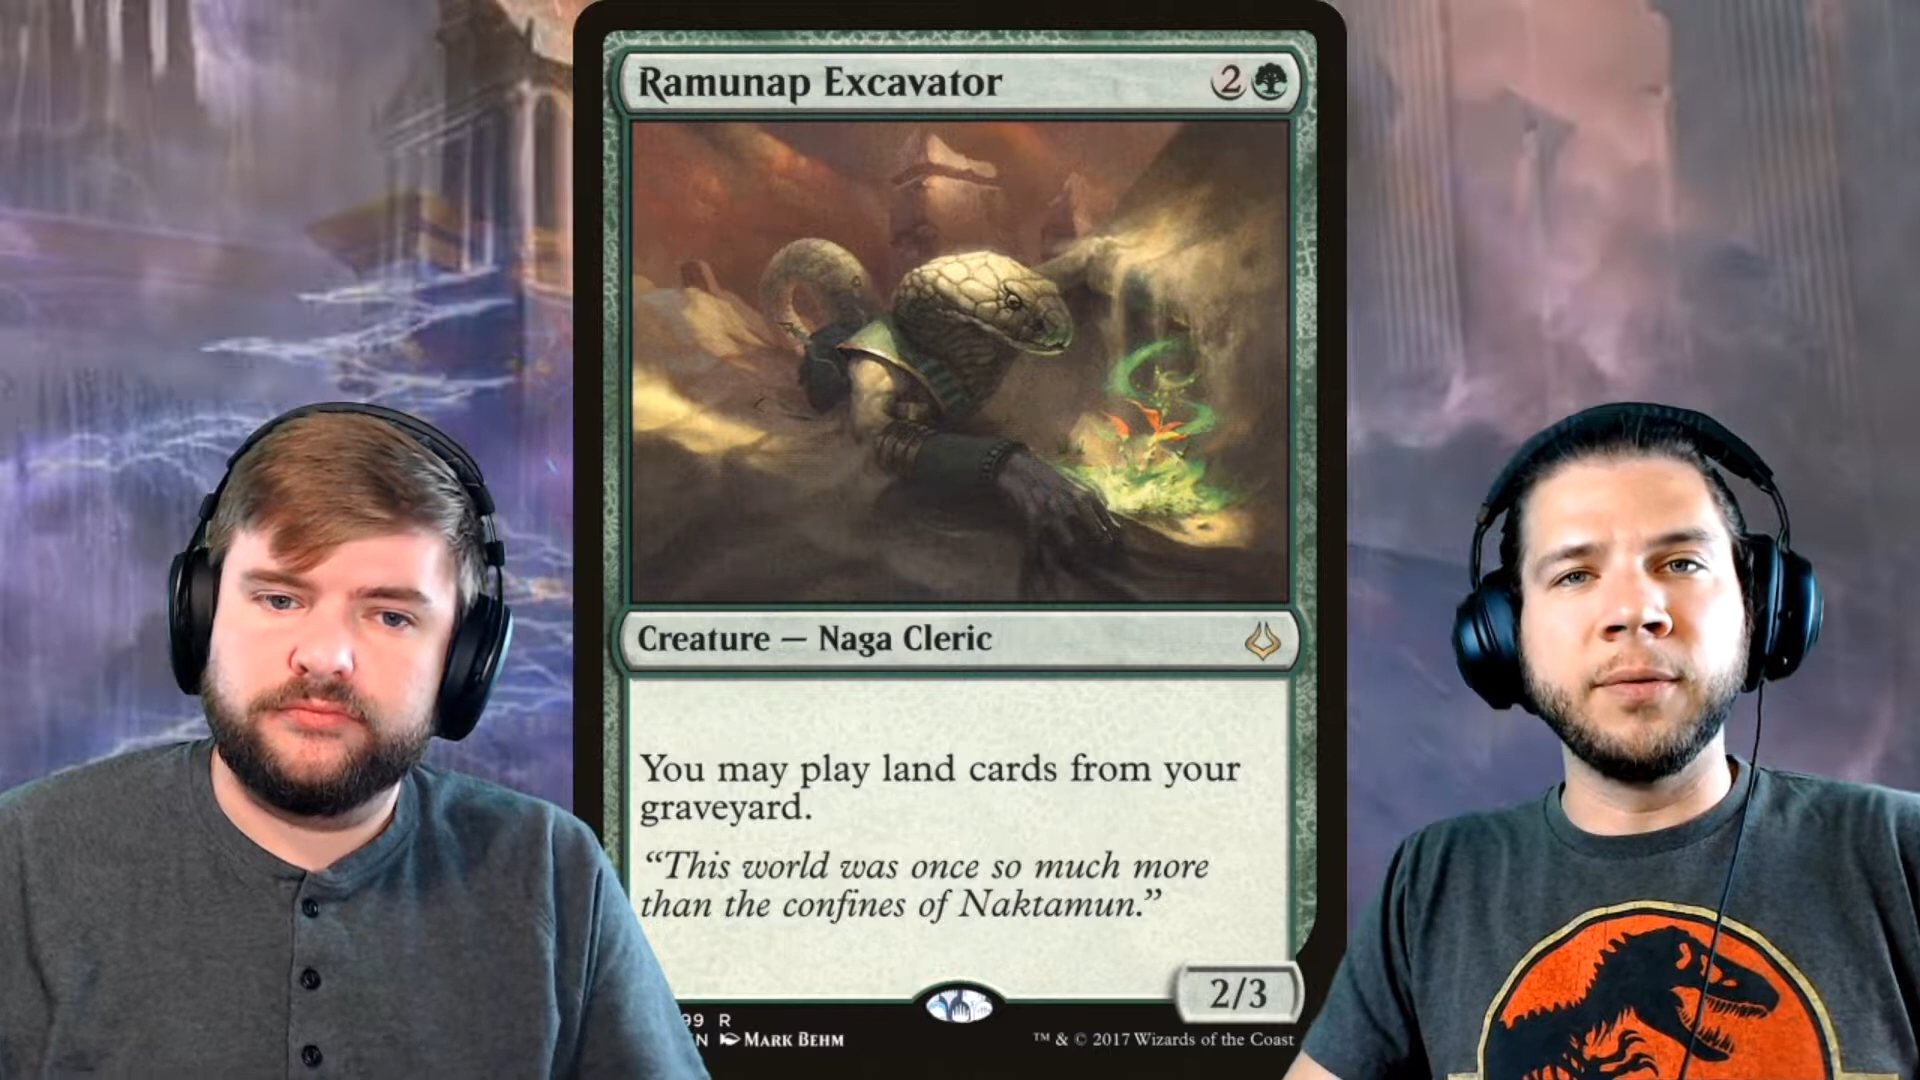 Ramunap Excavator 2
Creature — Naga Cleric
You may play land cards from your
graveyard.
“This world was once so much more
than the confines of Naktamun.”
2/3
99 R
N MARK BEHM
™ & © 2017 Wizards of the Coast